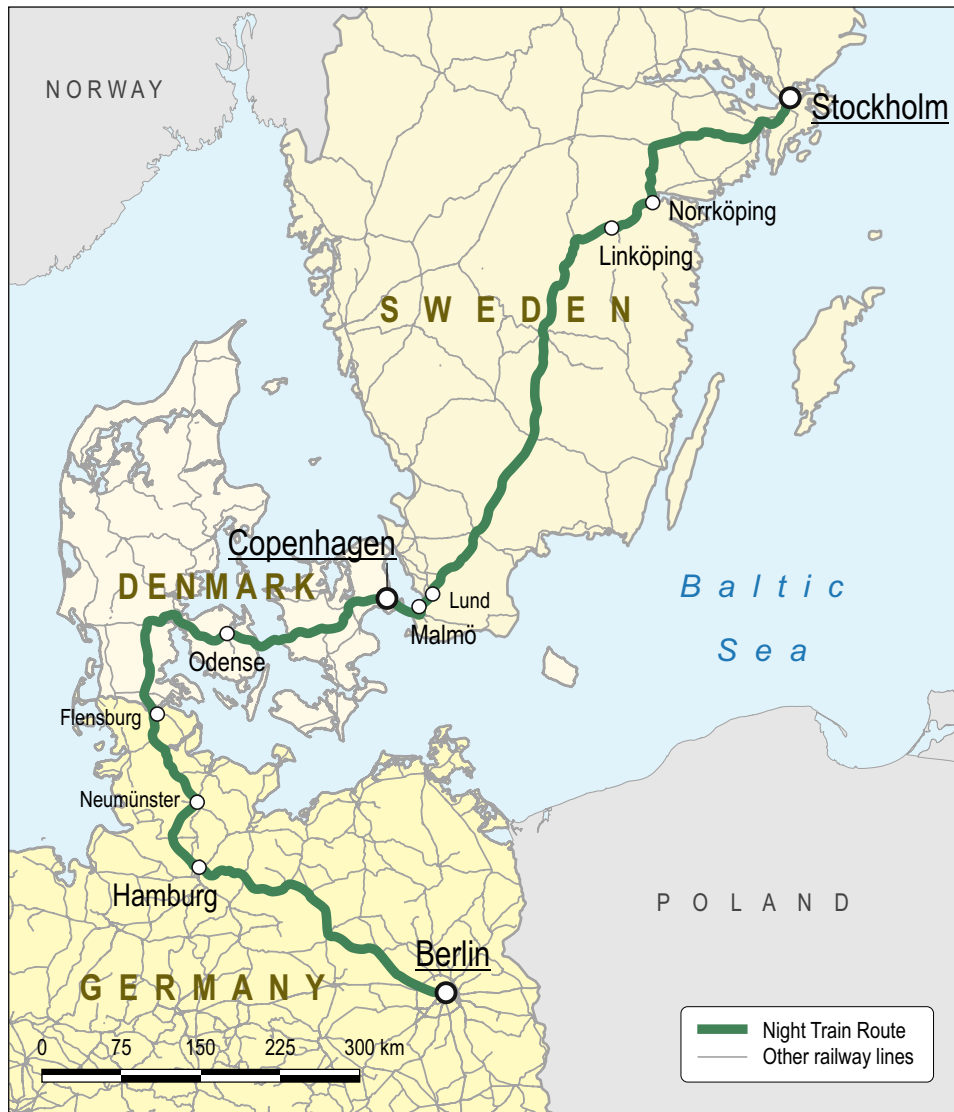 NORWAY
Stockholm
Norrköping
Linköping
SWEDEN
Copenhagen
DENMARK
Lund
Malmö
Odense
Baltic
Sea
Flensburg
Neumünster
Hamburg
POLAND
Berlin
GERMANY
0 75 150 225 300 km
Night Train Route
Other railway lines